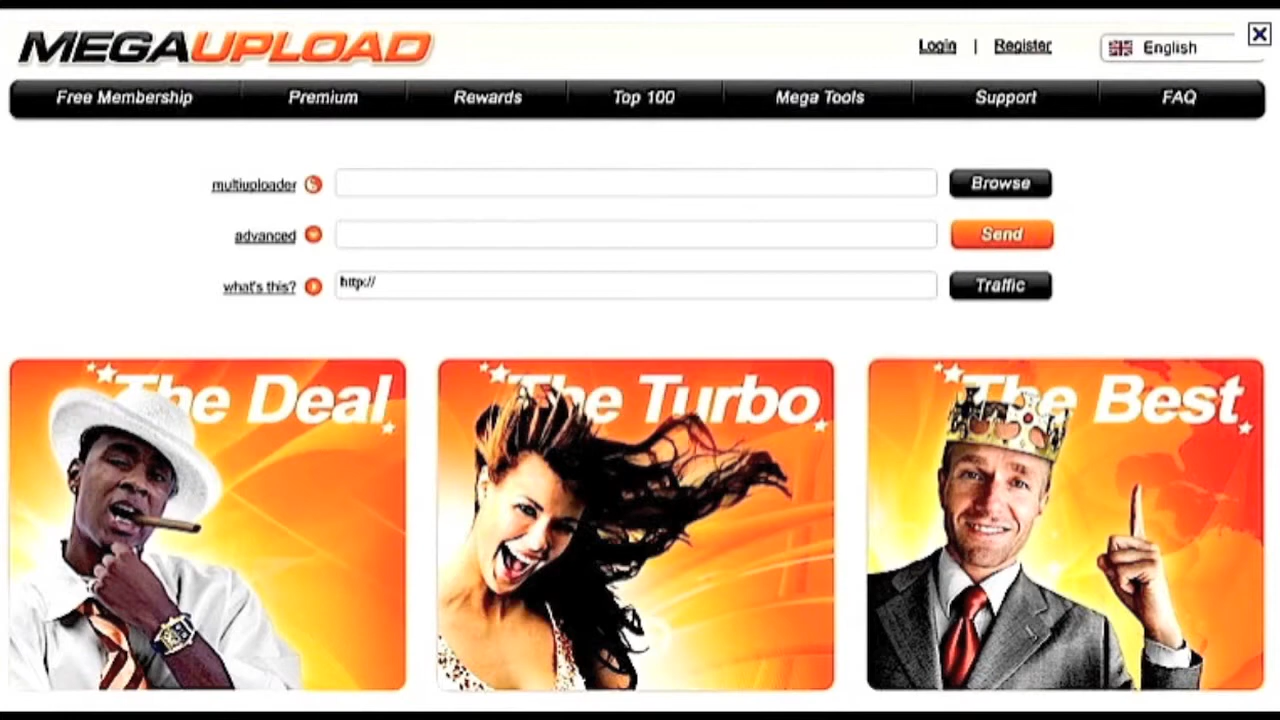 MEGAUPLOAD
Login | Register
English
Free Membership Premium Rewards Top 100 Mega Tools Support FAQ
multiuploader Browse
advanced Send
what's this? http:// Traffic
The Deal
The Turbo
The Best